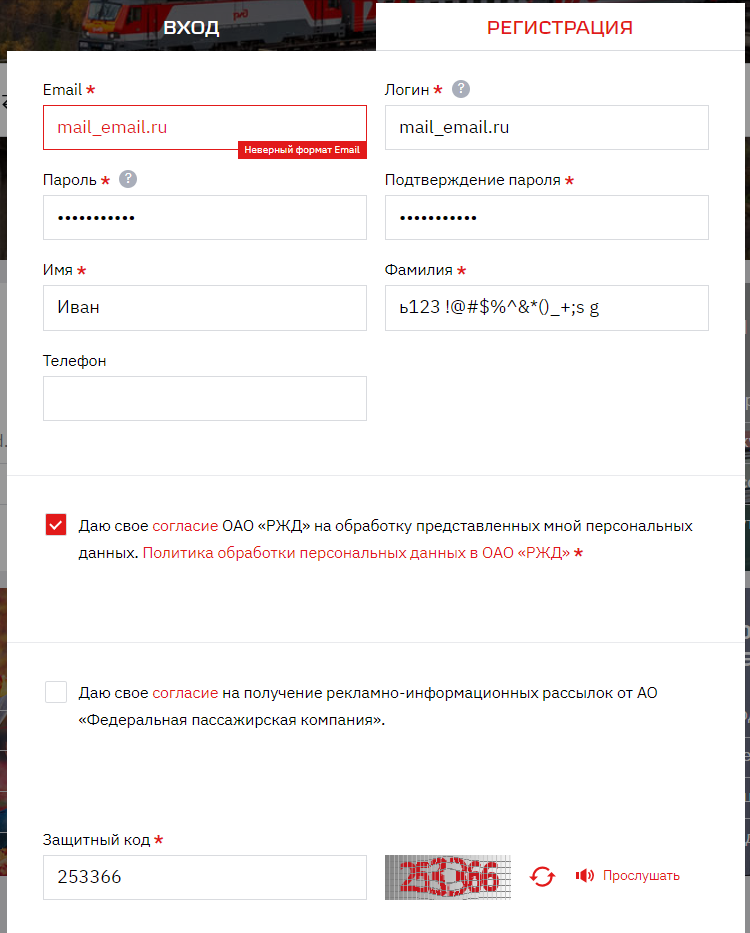 ВХОД
РЕГИСТРАЦИЯ
Email *
Логин * ?
mail_email.ru
mail_email.ru
Неверный формат Email
Пароль * ?
Подтверждение пароля *
•••••••••••
•••••••••••
Имя *
Фамилия *
Иван
ь123 !@#$%^&*()_+;s g
Телефон
Даю свое согласие ОАО «РЖД» на обработку представленных мной персональных
данных. Политика обработки персональных данных в ОАО «РЖД» *
Даю свое согласие на получение рекламно-информационных рассылок от АО
«Федеральная пассажирская компания».
Защитный код *
253366
Прослушать